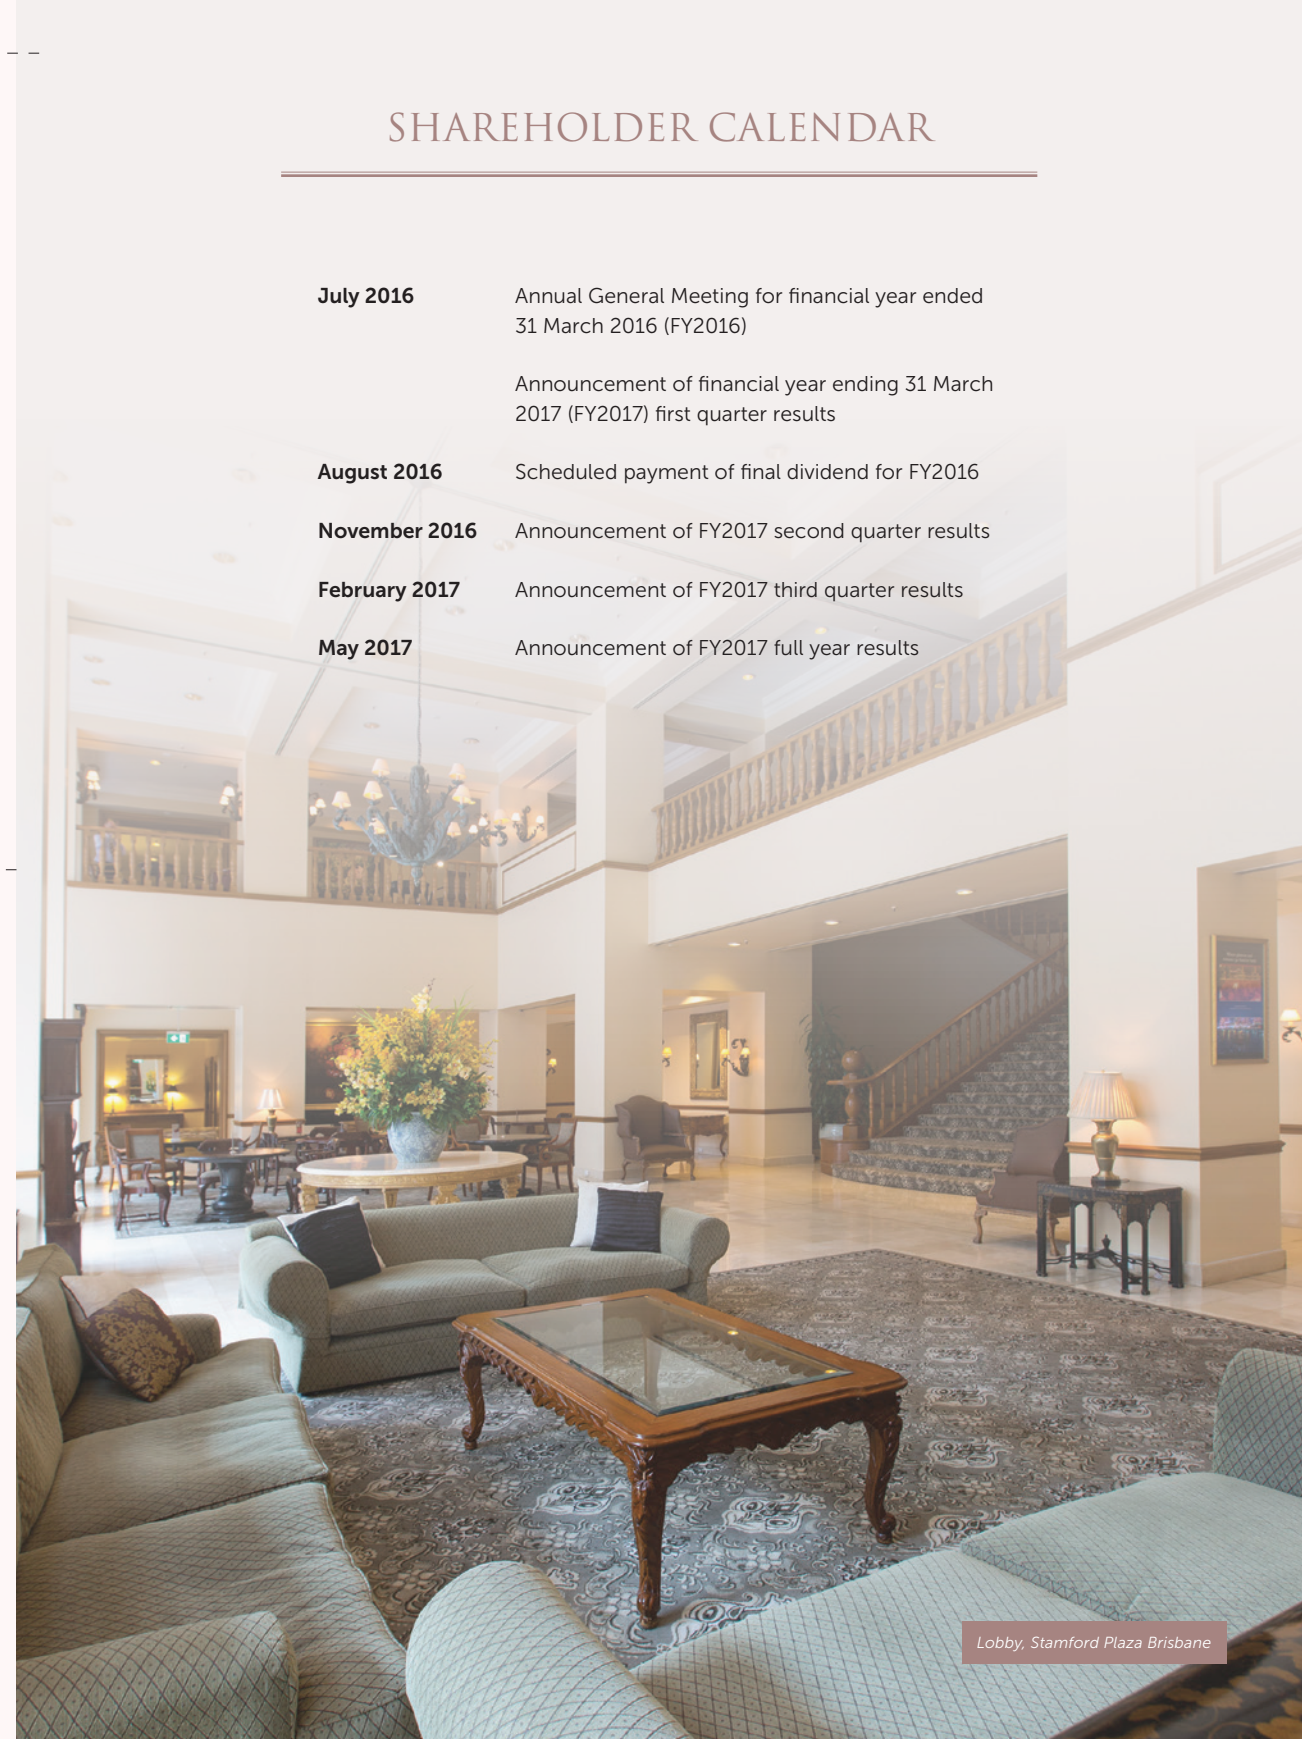 SHAREHOLDER CALENDAR
July 2016 Annual General Meeting for financial year ended
31 March 2016 (FY2016)
Announcement of financial year ending 31 March
2017 (FY2017) first quarter results
August 2016 Scheduled payment of final dividend for FY2016
November 2016 Announcement of FY2017 second quarter results
February 2017 Announcement of FY2017 third quarter results
May 2017 Announcement of FY2017 full year results
Lobby, Stamford Plaza Brisbane